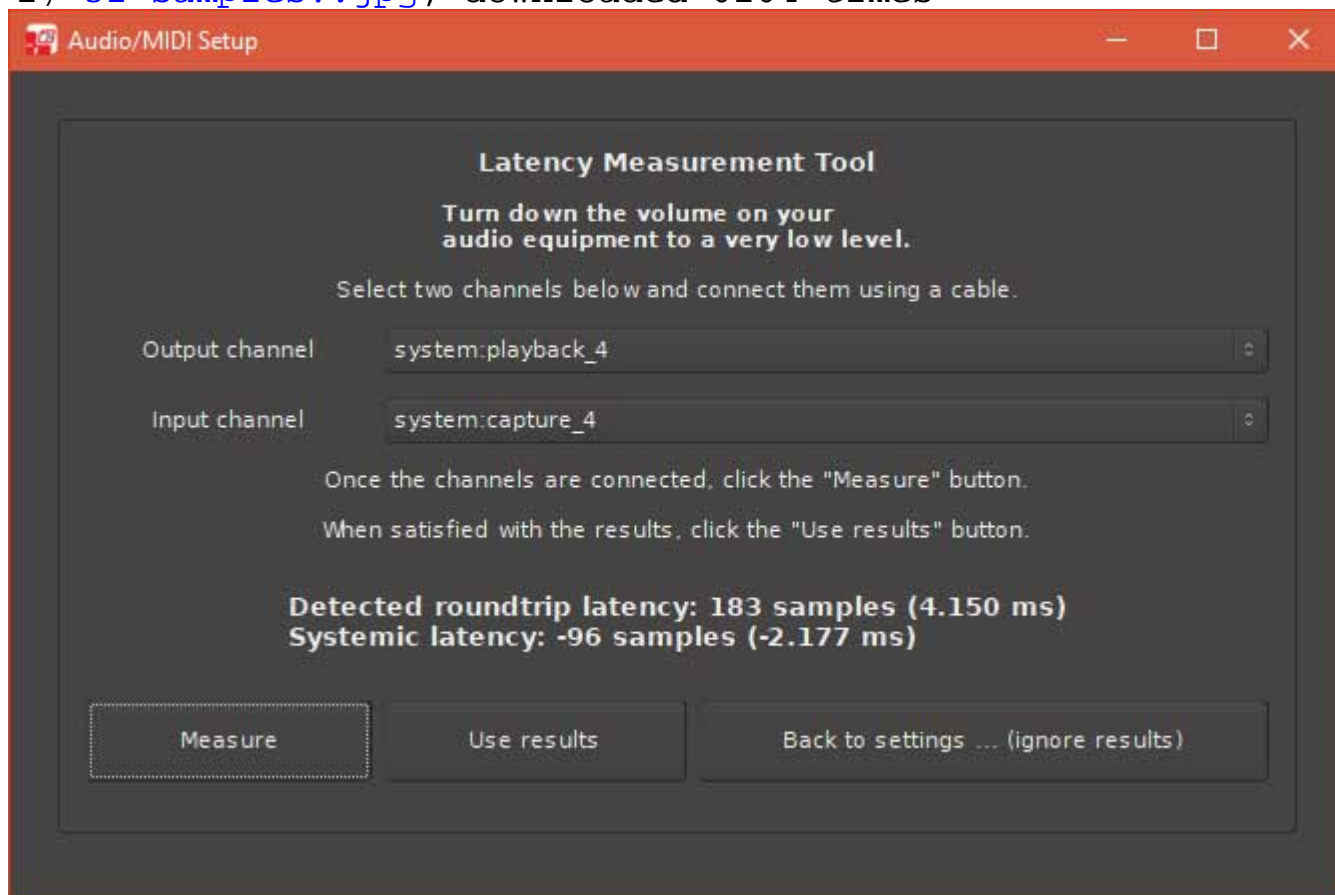 Audio/MIDI Setup
Latency Measurement Tool
Turn down the volume on your
audio equipment to a very low level.
Select two channels below and connect them using a cable.
Output channel system:playback_4
Input channel system:capture_4
Once the channels are connected, click the "Measure" button.
When satisfied with the results, click the "Use results" button.
Detected roundtrip latency: 183 samples (4.150 ms)
Systemic latency: -96 samples (-2.177 ms)
Measure Use results Back to settings ... (ignore results)